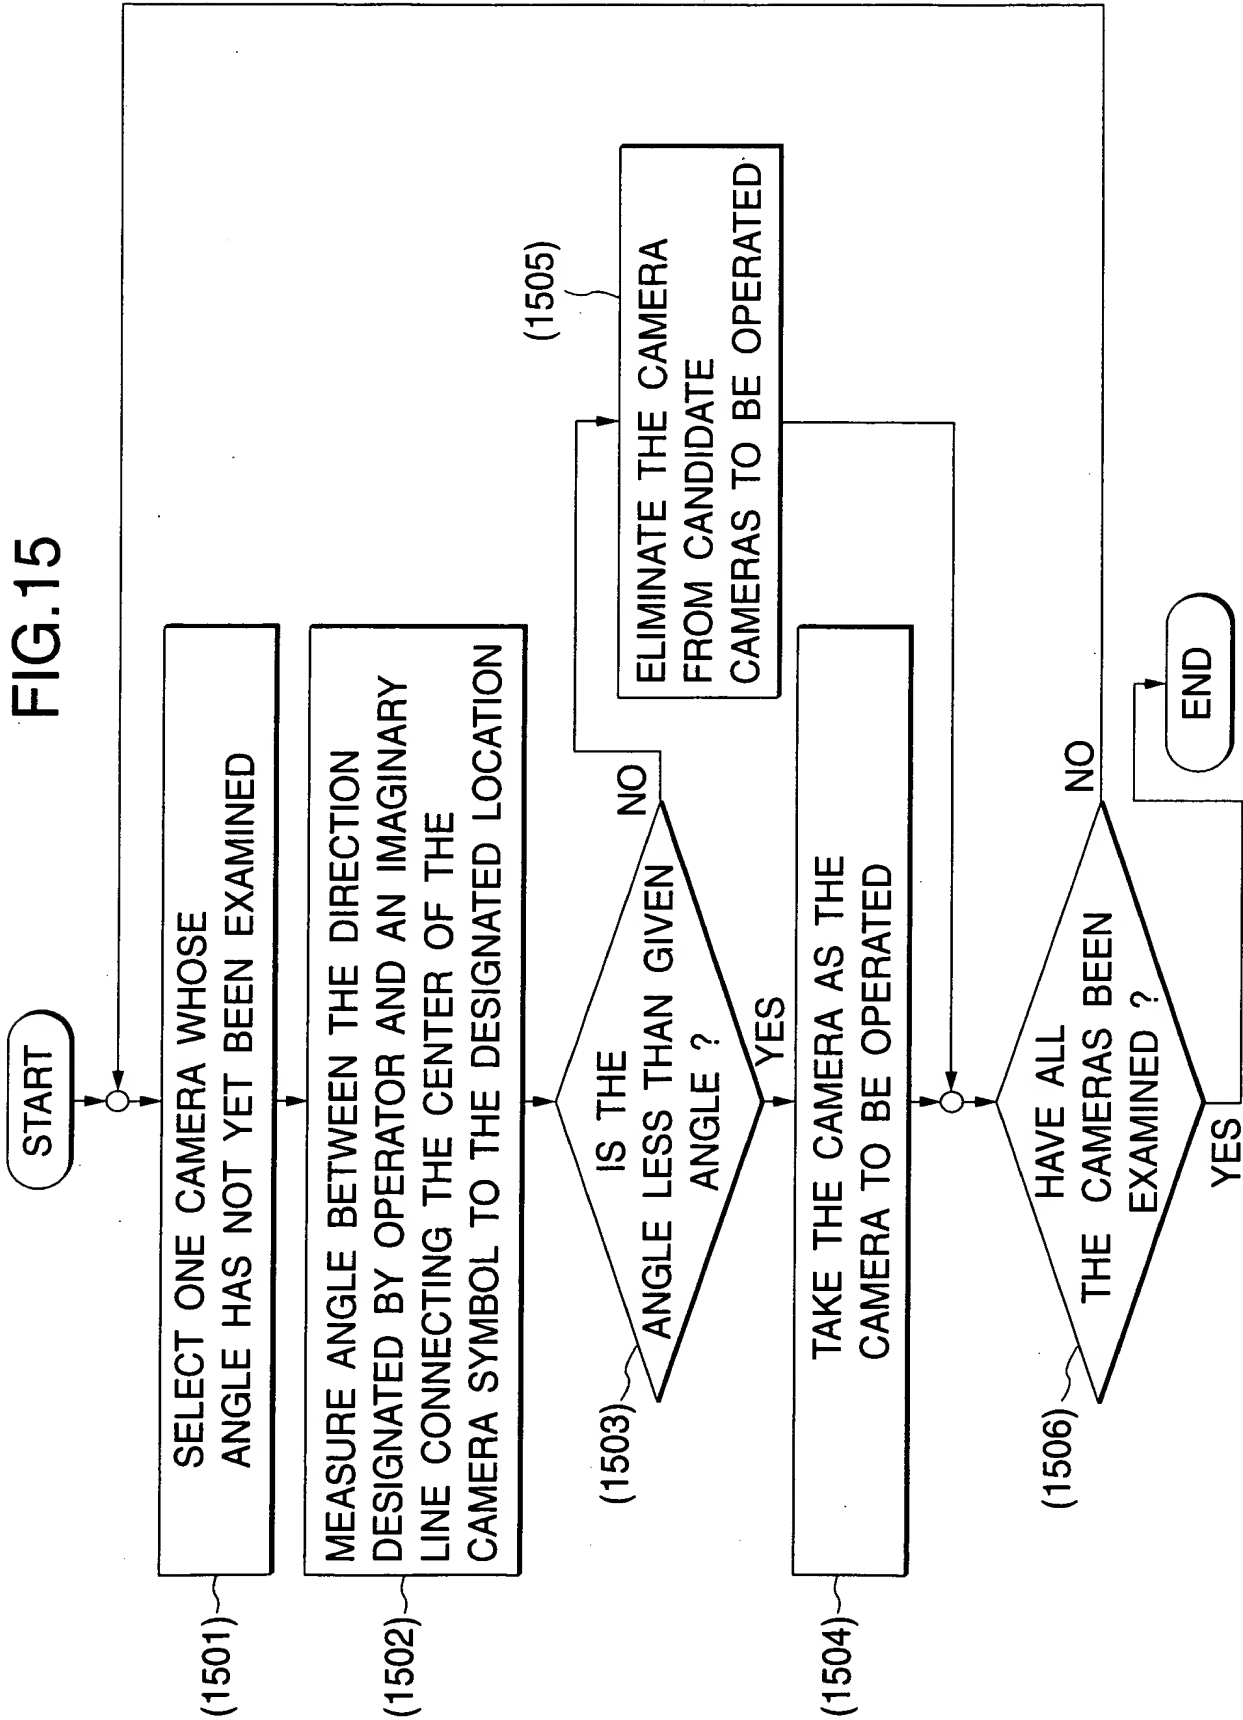 FIG.15
START
SELECT ONE CAMERA WHOSE
ANGLE HAS NOT YET BEEN EXAMINED
(1501)
MEASURE ANGLE BETWEEN THE DIRECTION
DESIGNATED BY OPERATOR AND AN IMAGINARY
LINE CONNECTING THE CENTER OF THE
CAMERA SYMBOL TO THE DESIGNATED LOCATION
(1502)
IS THE
ANGLE LESS THAN GIVEN
ANGLE ?
(1503)
NO
YES
(1505)
ELIMINATE THE CAMERA
FROM CANDIDATE
CAMERAS TO BE OPERATED
TAKE THE CAMERA AS THE
CAMERA TO BE OPERATED
(1504)
HAVE ALL
THE CAMERAS BEEN
EXAMINED ?
(1506)
NO
YES
END